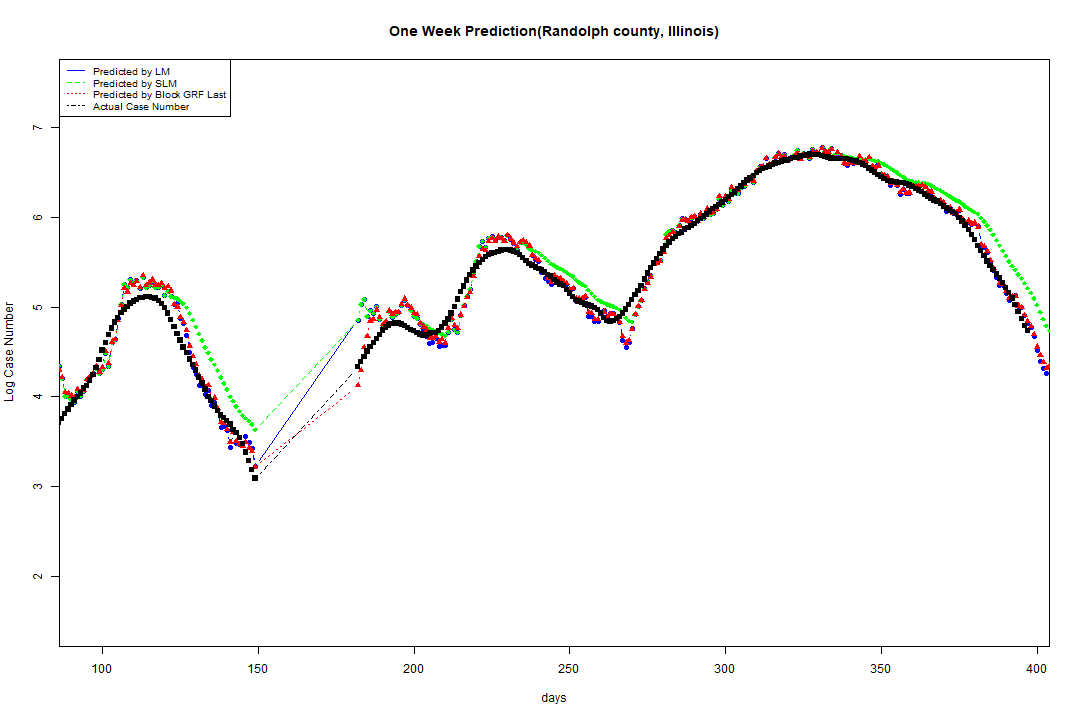 One Week Prediction(Randolph county, Illinois)
Predicted by LM
Predicted by SLM
Predicted by Block GRF Last
Actual Case Number
Log Case Number
7
6
5
4
3
2
100 150 200 250 300 350 400
days